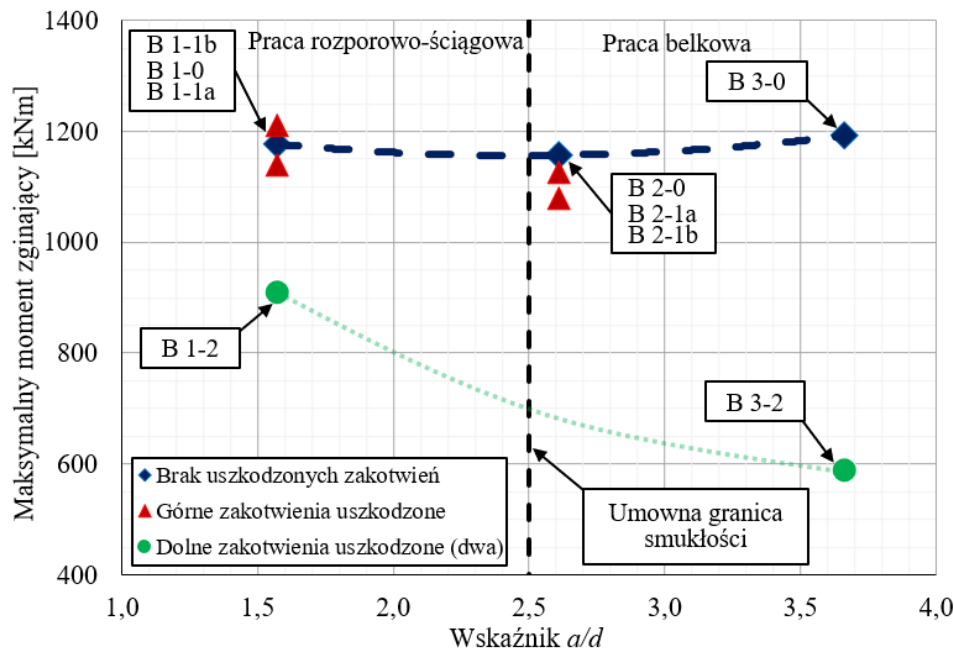 Maksymalny moment zginający [kNm]
1400
1200
1000
800
600
400
Praca rozporowo-ściągowa
Praca belkowa
B 1-1b
B 1-0
B 1-1a
B 3-0
B 2-0
B 2-1a
B 2-1b
B 1-2
B 3-2
Brak uszkodzonych zakotwień
Górne zakotwienia uszkodzone
Dolne zakotwienia uszkodzone (dwa)
Umowna granica
smukłości
1,0 1,5 2,0 2,5 3,0 3,5 4,0
Wskaźnik a/d